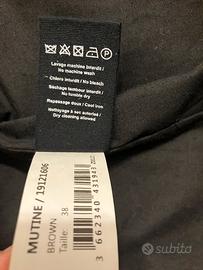 Lavage machine Interdit /
No machine wash
Chlore interdit / No bleach
Séchage tambour interdit /
No tumble dry
Repassage doux / Cool iron
Nettoyage à sec autorisé /
Dry cleaning allowed
MUTINE / 19121606
BROWN
Taille: 38
3 662340 431943
subito